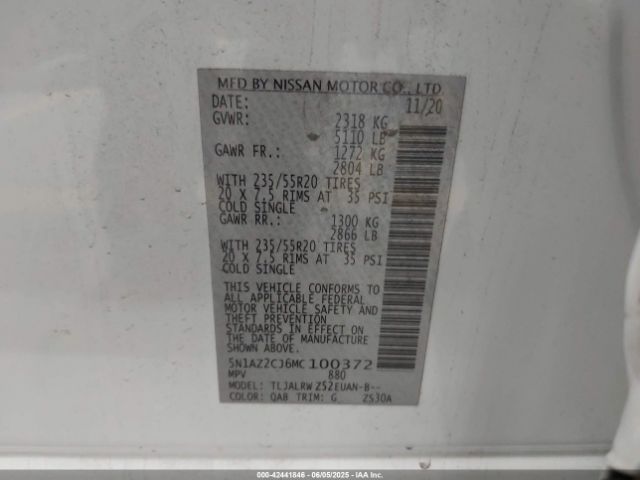 MFD BY NISSAN MOTOR CO., LTD
DATE: 11/20
GVWR: 2318 KG
5110 LB
GAWR FR.: 1272 KG
2804 LB
WITH 235/55R20 TIRES
20 X 7.5 RIMS AT 35 PSI
COLD SINGLE
GAWR RR.: 1300 KG
2866 LB
WITH 235/55R20 TIRES
20 X 7.5 RIMS AT 35 PSI
COLD SINGLE
THIS VEHICLE CONFORMS TO
ALL APPLICABLE FEDERAL
MOTOR VEHICLE SAFETY AND
THEFT PREVENTION
STANDARDS IN EFFECT ON
THE DATE OF MANUFACTURE
SHOWN ABOVE.
5N1AZ2CJ6MC100372
MPV 880
MODEL: TLJALRW Z52EUAN-B--
COLOR: QAB TRIM: G ZS30A
000-42441846 - 06/05/2025 - IAA Inc.